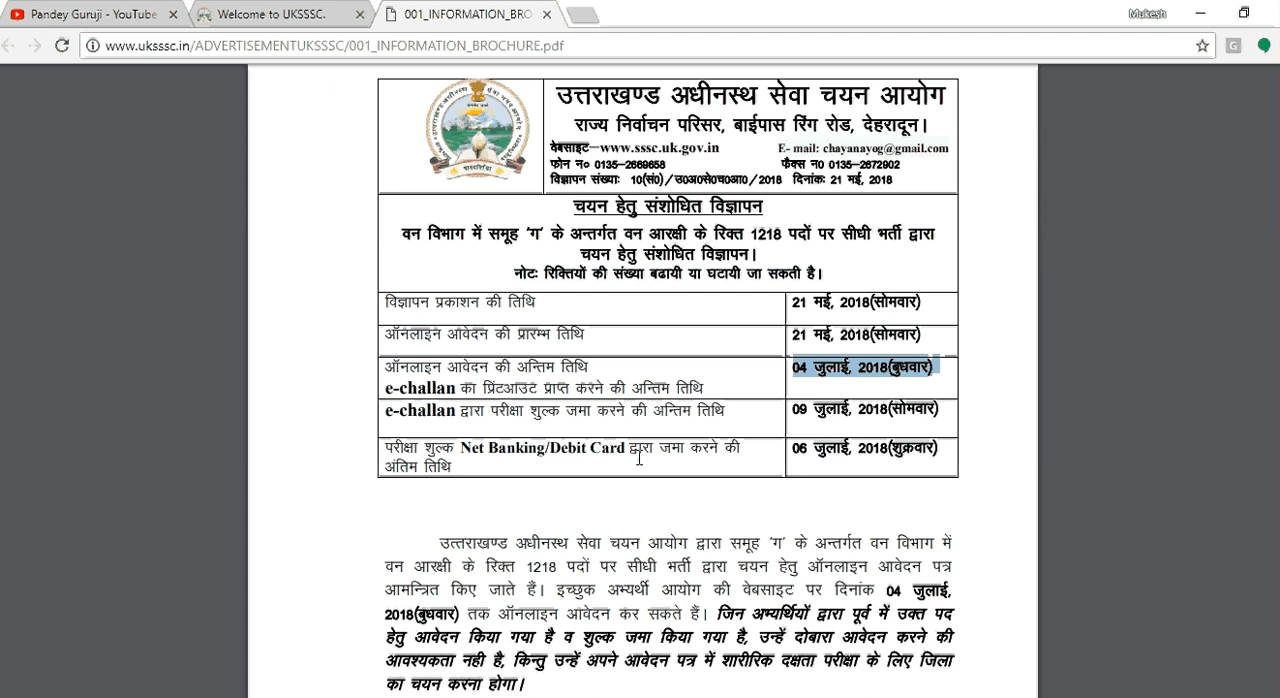 Pandey Guruji - YouTube
Welcome to UKSSSC.
001_INFORMATION_BRO
Mukesh
www.uksssc.in/ADVERTISEMENTUKSSSC/001_INFORMATION_BROCHURE.pdf
उत्तराखण्ड अधीनस्थ सेवा चयन आयोग
राज्य निर्वाचन परिसर, बाईपास रिंग रोड, देहरादून।
वेबसाइट–www.sssc.uk.gov.in E- mail: chayanayog@gmail.com
फोन न० 0135-2669658 फैक्स न0 0135-2672902
विज्ञापन संख्याः 10(सं0)/उ0अ0से0च0आ0/2018 दिनांकः 21 मई, 2018
चयन हेतु संशोधित विज्ञापन
वन विभाग में समूह 'ग' के अन्तर्गत वन आरक्षी के रिक्त 1218 पदों पर सीधी भर्ती द्वारा
चयन हेतु संशोधित विज्ञापन।
नोटः रिक्तियों की संख्या बढायी या घटायी जा सकती है।
विज्ञापन प्रकाशन की तिथि 21 मई, 2018(सोमवार)
ऑनलाइन आवेदन की प्रारम्भ तिथि 21 मई, 2018(सोमवार)
ऑनलाइन आवेदन की अन्तिम तिथि 04 जुलाई, 2018(बुधवार)
e-challan का प्रिंटआउट प्राप्त करने की अन्तिम तिथि
e-challan द्वारा परीक्षा शुल्क जमा करने की अन्तिम तिथि 09 जुलाई, 2018(सोमवार)
परीक्षा शुल्क Net Banking/Debit Card द्वारा जमा करने की 06 जुलाई, 2018(शुक्रवार)
अंतिम तिथि
उत्तराखण्ड अधीनस्थ सेवा चयन आयोग द्वारा समूह 'ग' के अन्तर्गत वन विभाग में
वन आरक्षी के रिक्त 1218 पदों पर सीधी भर्ती द्वारा चयन हेतु ऑनलाइन आवेदन पत्र
आमन्त्रित किए जाते हैं। इच्छुक अभ्यर्थी आयोग की वेबसाइट पर दिनांक 04 जुलाई,
2018(बुधवार) तक ऑनलाइन आवेदन कर सकते हैं। जिन अभ्यर्थियों द्वारा पूर्व में उक्त पद
हेतु आवेदन किया गया है व शुल्क जमा किया गया है, उन्हें दोबारा आवेदन करने की
आवश्यकता नही है, किन्तु उन्हें अपने आवेदन पत्र में शारीरिक दक्षता परीक्षा के लिए जिला
का चयन करना होगा।